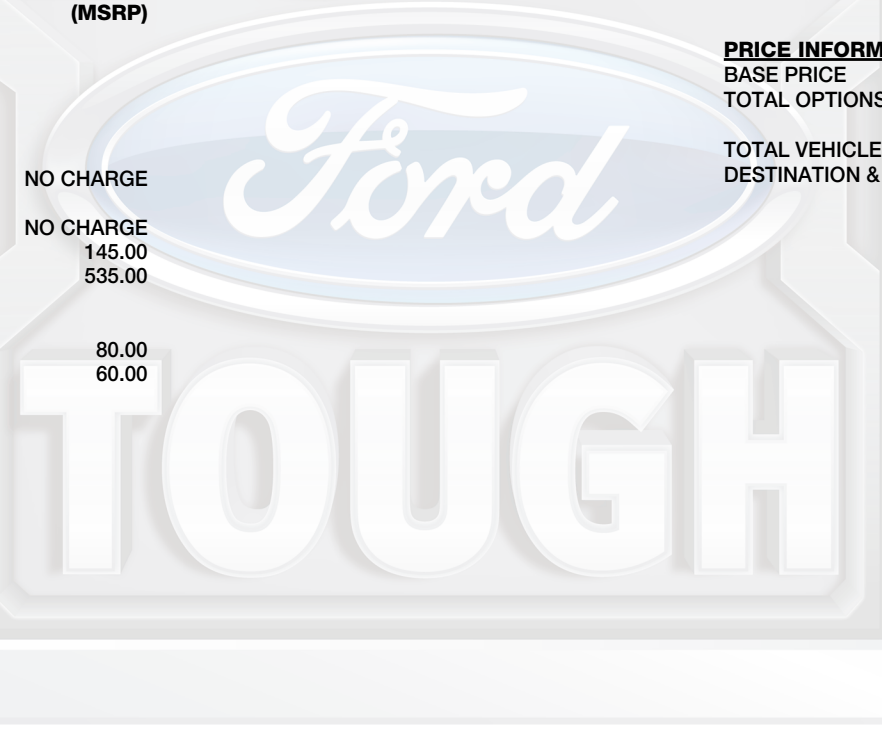 (MSRP)
NO CHARGE
NO CHARGE
145.00
535.00
80.00
60.00
PRICE INFORM
BASE PRICE
TOTAL OPTIONS
TOTAL VEHICLE
DESTINATION &
Ford
TOUGH